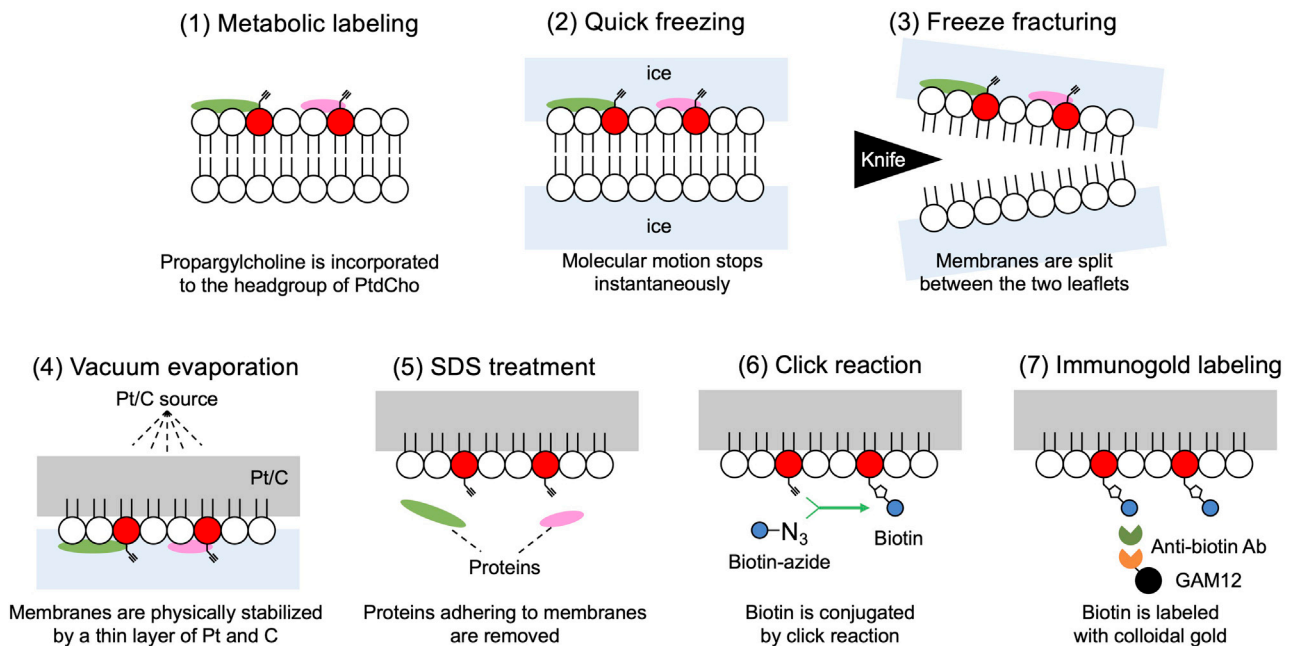 (1) Metabolic labeling
Propargylcholine is incorporated
to the headgroup of PtdCho
(2) Quick freezing
ice
ice
Molecular motion stops
instantaneously
(3) Freeze fracturing
Knife
Membranes are split
between the two leaflets
(4) Vacuum evaporation
Pt/C source
Pt/C
Membranes are physically stabilized
by a thin layer of Pt and C
(5) SDS treatment
Proteins
Proteins adhering to membranes
are removed
(6) Click reaction
N3
Biotin-azide
Biotin
Biotin is conjugated
by click reaction
(7) Immunogold labeling
Anti-biotin Ab
GAM12
Biotin is labeled
with colloidal gold